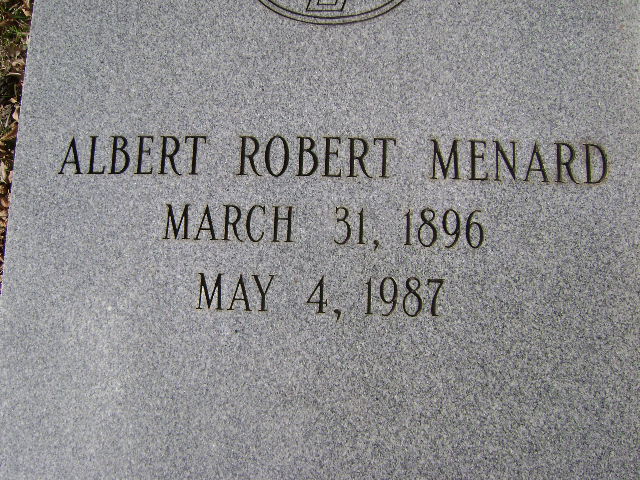 ALBERT ROBERT MENARD
MARCH 31, 1896
MAY 4, 1987